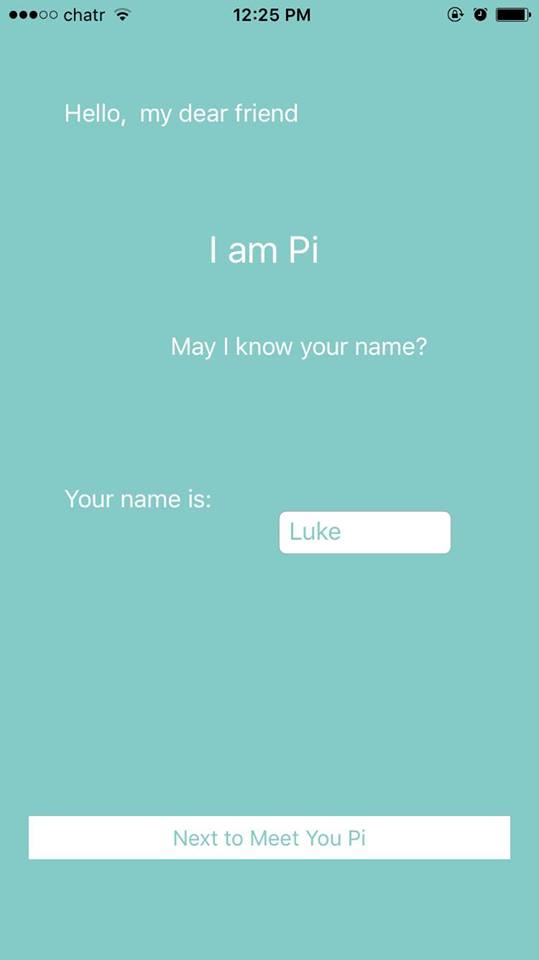 chatr 12:25 PM
Hello, my dear friend
I am Pi
May I know your name?
Your name is:
Luke
Next to Meet You Pi